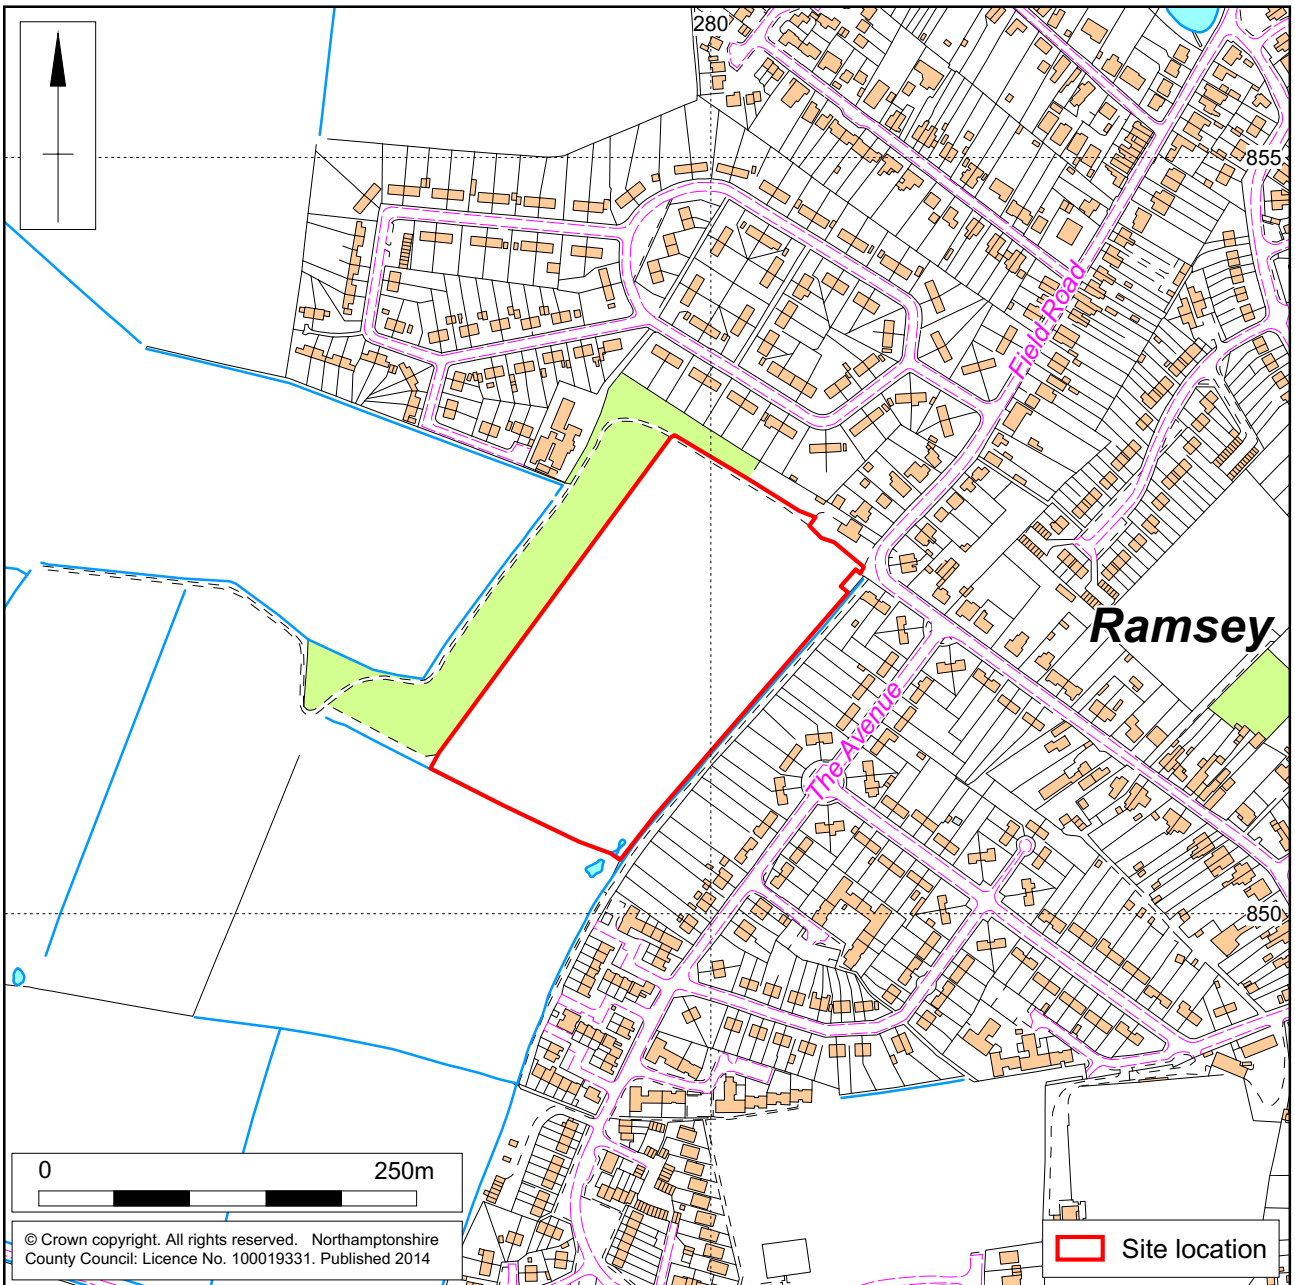 280
855
Field Road
Ramsey
The Avenue
850
0 250m
© Crown copyright. All rights reserved. Northamptonshire
County Council: Licence No. 100019331. Published 2014
Site location